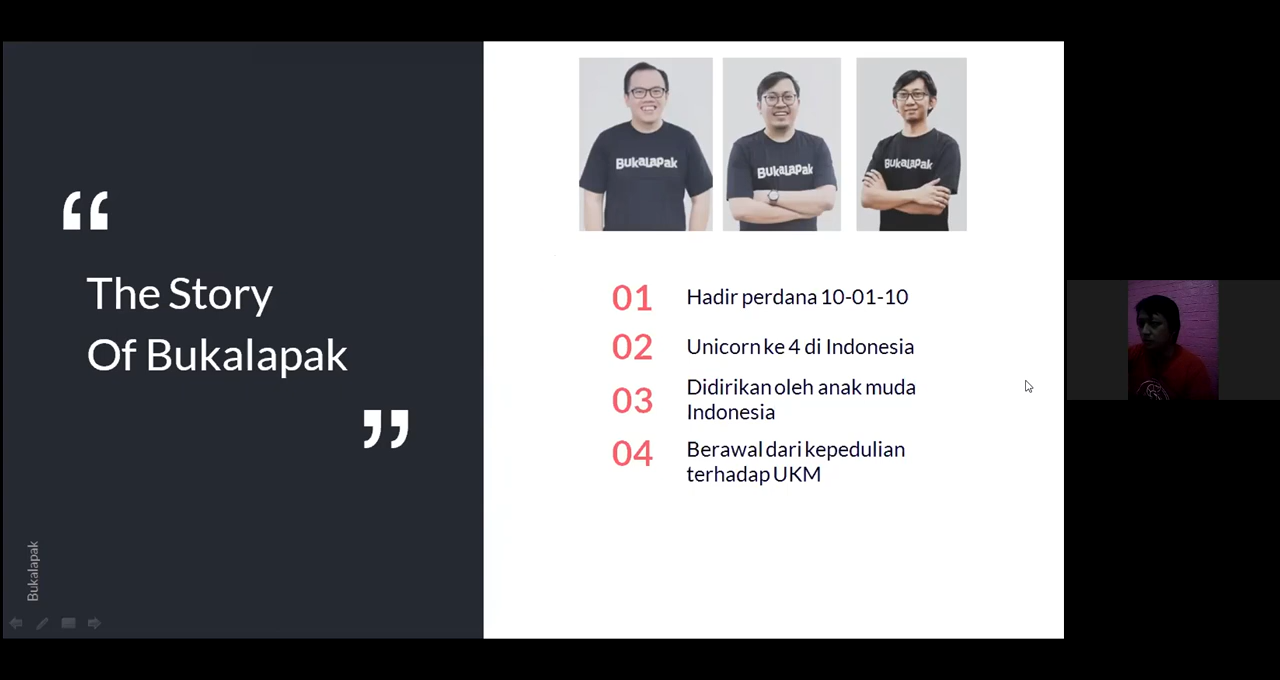 Bukalapak
Bukalapak
Bukalapak
“
The Story
Of Bukalapak
”
01 Hadir perdana 10-01-10
02 Unicorn ke 4 di Indonesia
03 Didirikan oleh anak muda
Indonesia
04 Berawal dari kepedulian
terhadap UKM
Bukalapak